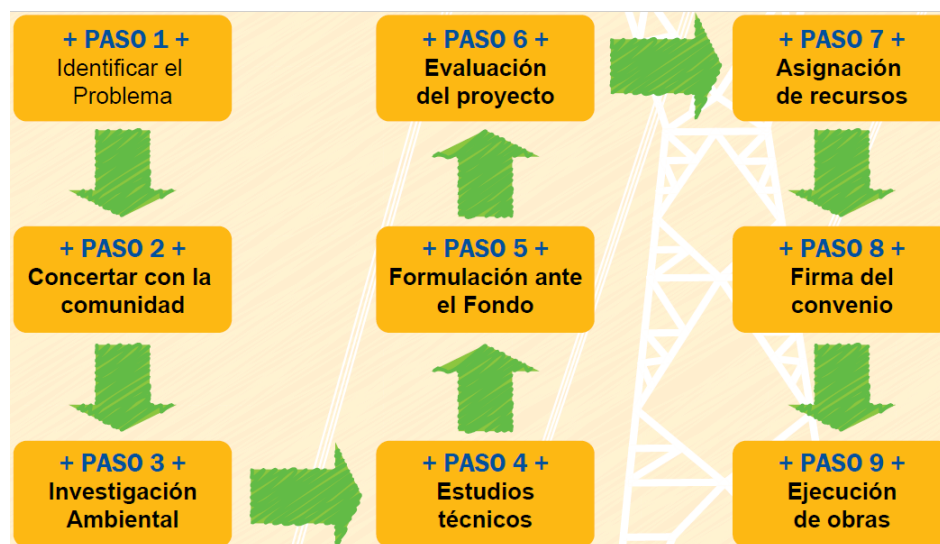 + PASO 1 +
Identificar el
Problema
+ PASO 2 +
Concertar con la
comunidad
+ PASO 3 +
Investigación
Ambiental
+ PASO 4 +
Estudios
técnicos
+ PASO 5 +
Formulación ante
el Fondo
+ PASO 6 +
Evaluación
del proyecto
+ PASO 7 +
Asignación
de recursos
+ PASO 8 +
Firma del
convenio
+ PASO 9 +
Ejecución
de obras